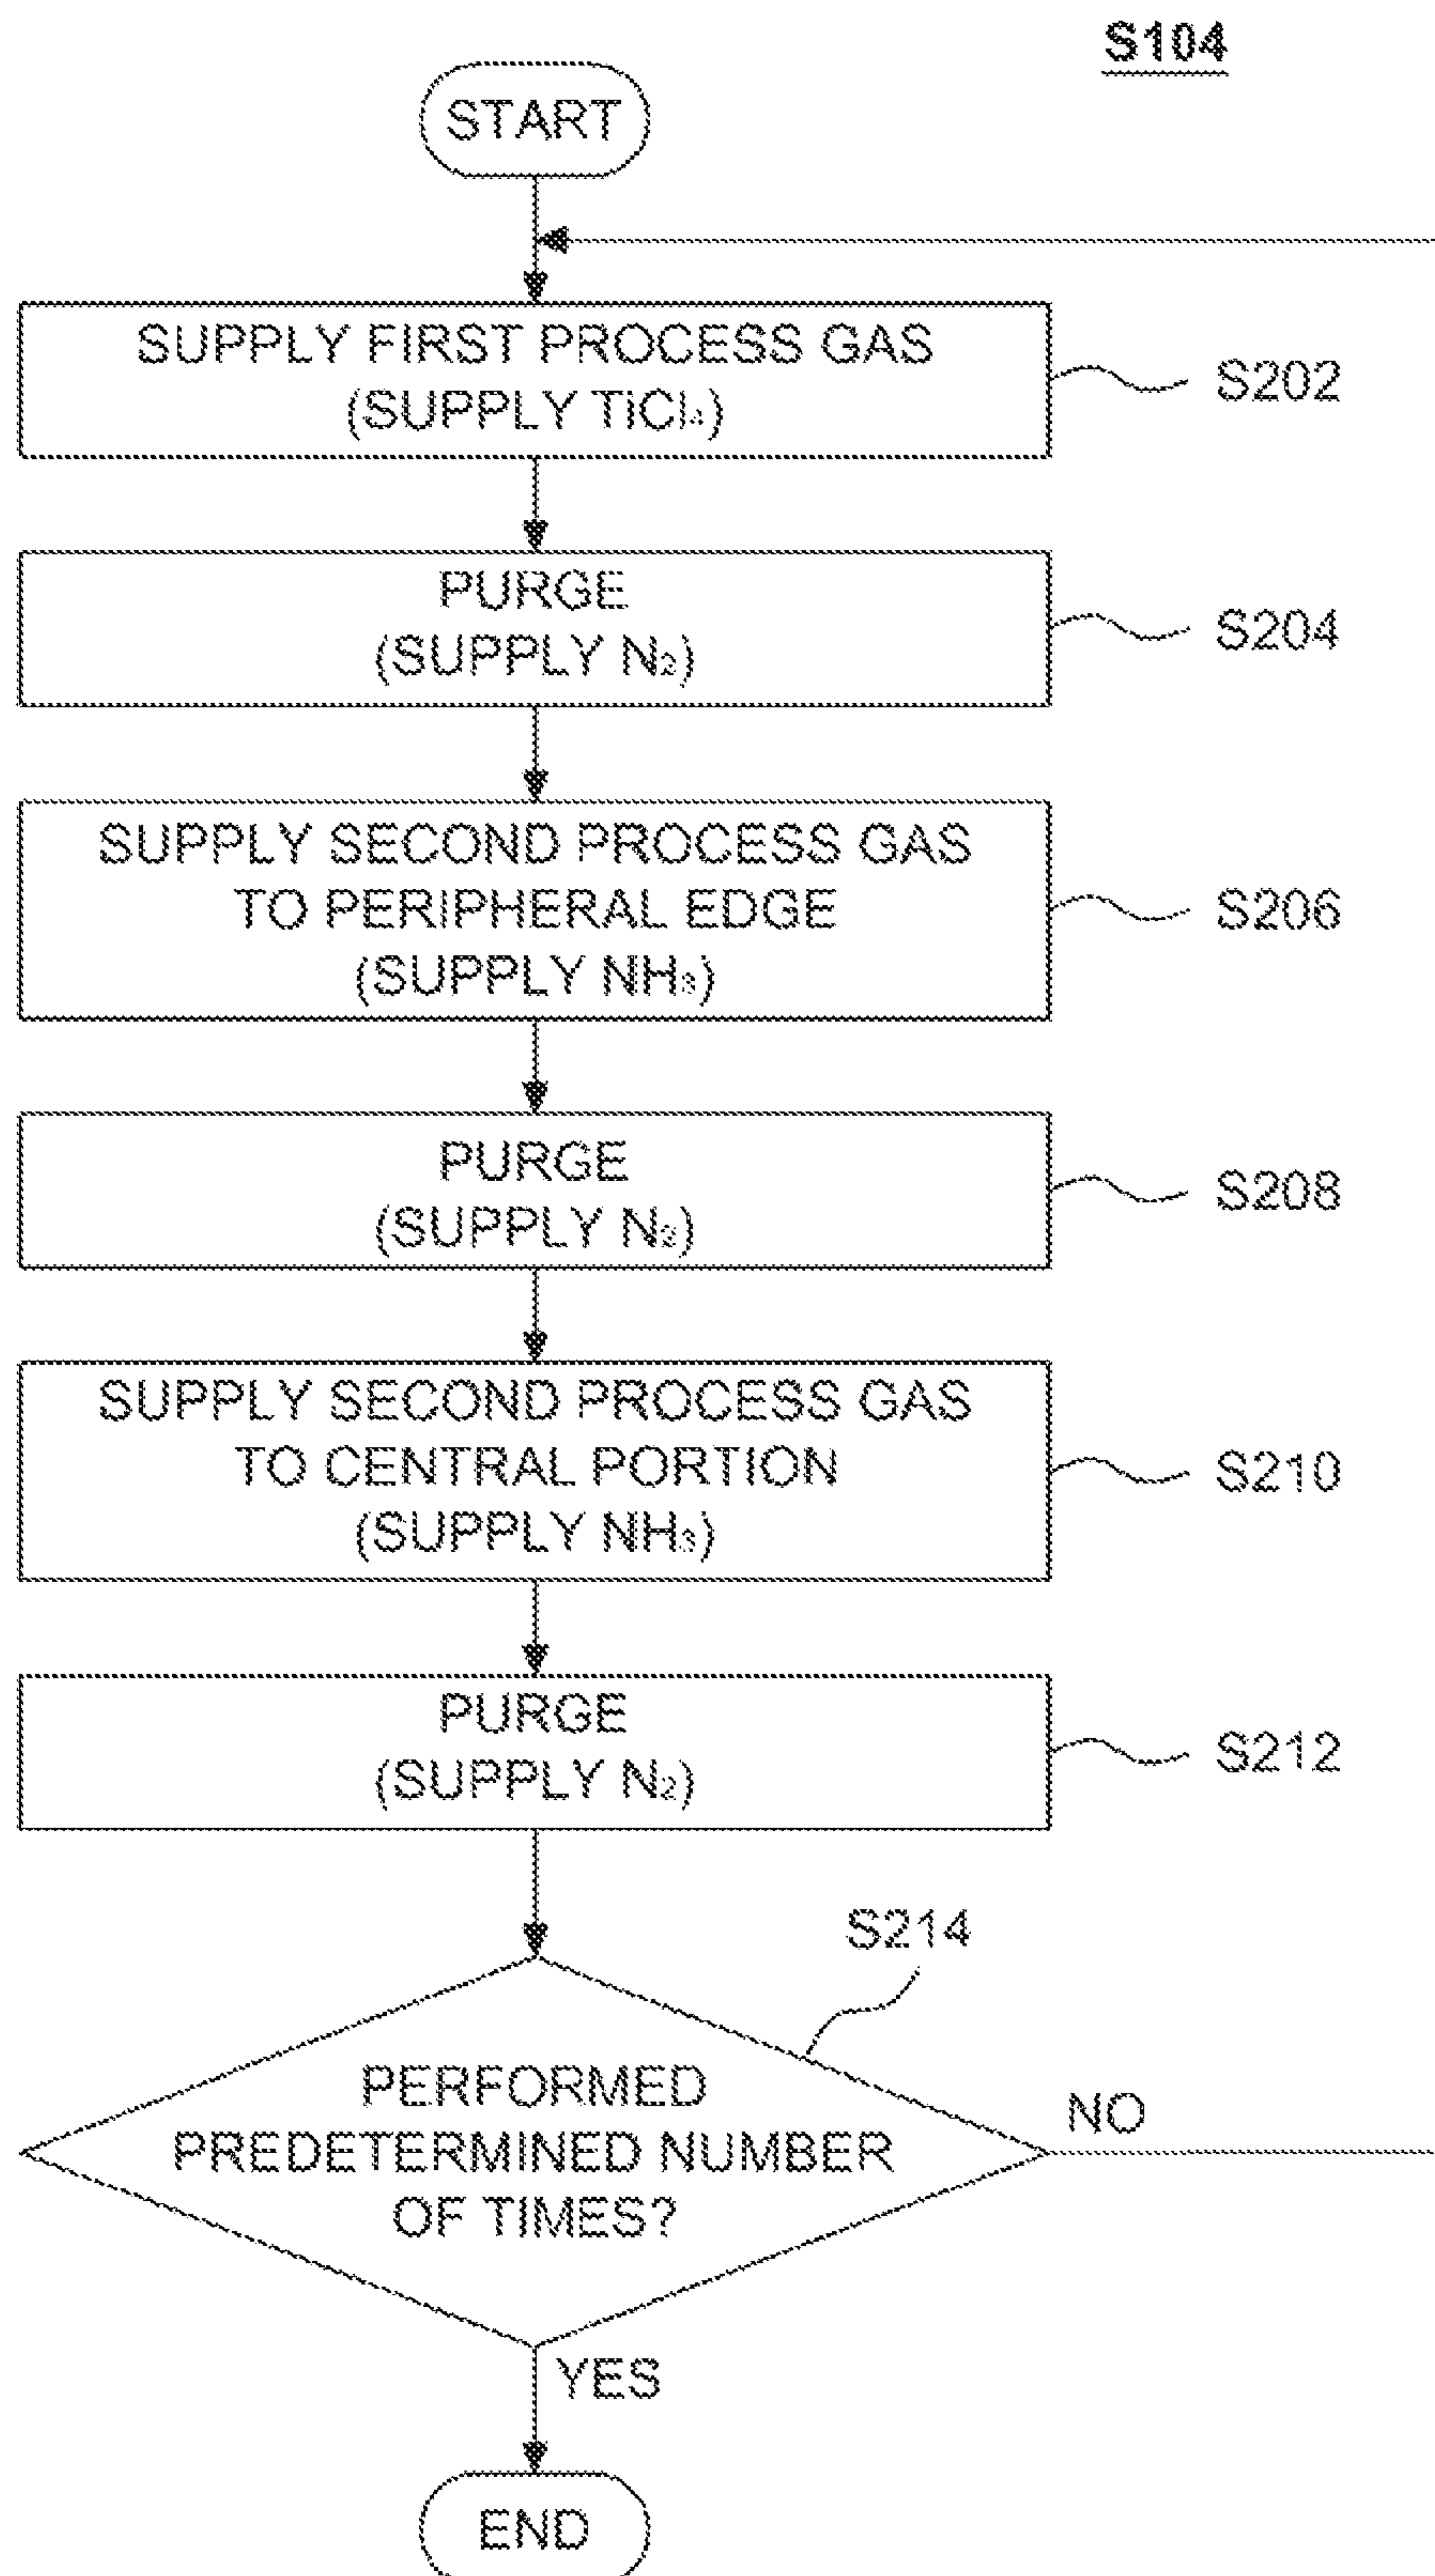 S104
START
SUPPLY FIRST PROCESS GAS
(SUPPLY TiCl₄)
S202
PURGE
(SUPPLY N₂)
S204
SUPPLY SECOND PROCESS GAS
TO PERIPHERAL EDGE
(SUPPLY NH₃)
S206
PURGE
(SUPPLY N₂)
S208
SUPPLY SECOND PROCESS GAS
TO CENTRAL PORTION
(SUPPLY NH₃)
S210
PURGE
(SUPPLY N₂)
S212
S214
PERFORMED
PREDETERMINED NUMBER
OF TIMES?
NO
YES
END